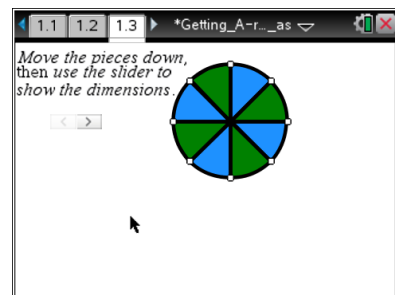 1.1 1.2 1.3 *Getting_A-r…_as
Move the pieces down,
then use the slider to
show the dimensions.
< >